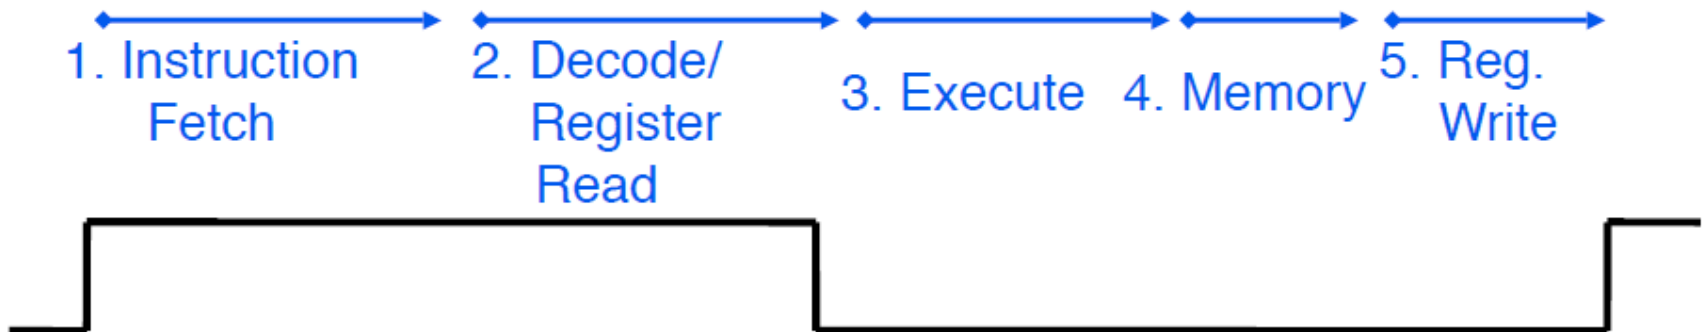 1. Instruction
Fetch
2. Decode/
Register
Read
3. Execute
4. Memory
5. Reg.
Write